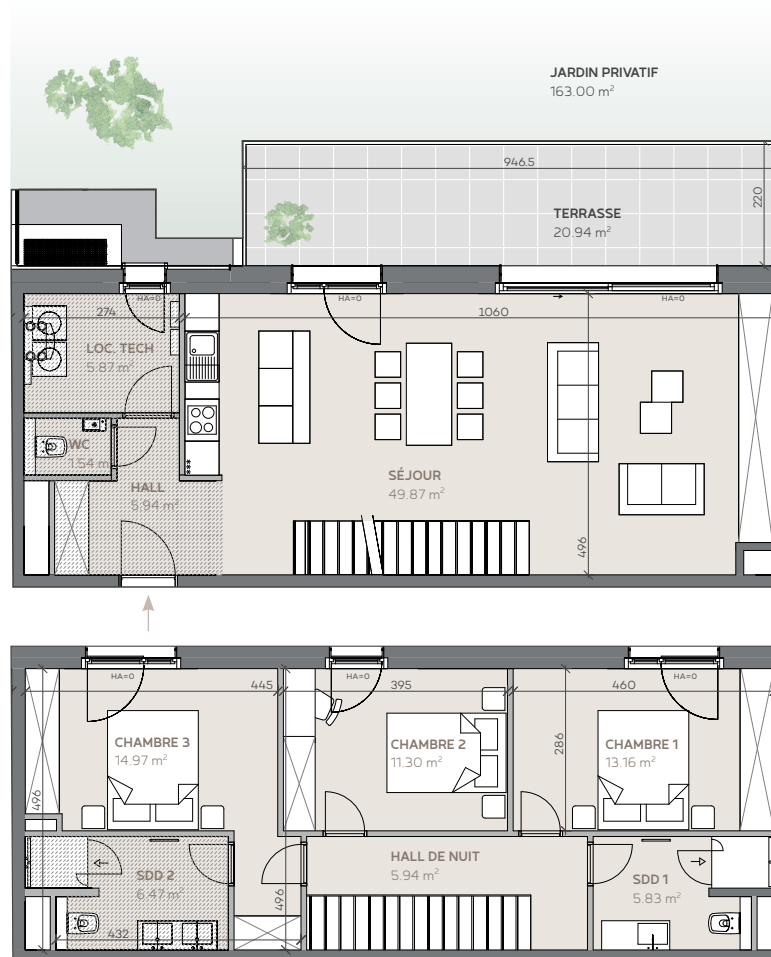 JARDIN PRIVATIF
163.00 m²
946.5
220
TERRASSE
20.94 m²
HA=0
HA=0
HA=0
274
1060
LOC. TECH
5.87 m²
WC
1.54 m
HALL
5.94 m²
SÉJOUR
49.87 m²
496
HA=0
HA=0
HA=0
445
395
460
CHAMBRE 3
14.97 m²
CHAMBRE 2
11.30 m²
286
CHAMBRE 1
13.16 m²
496
HALL DE NUIT
5.94 m²
SDD 2
6.47 m²
SDD 1
5.83 m²
496
432